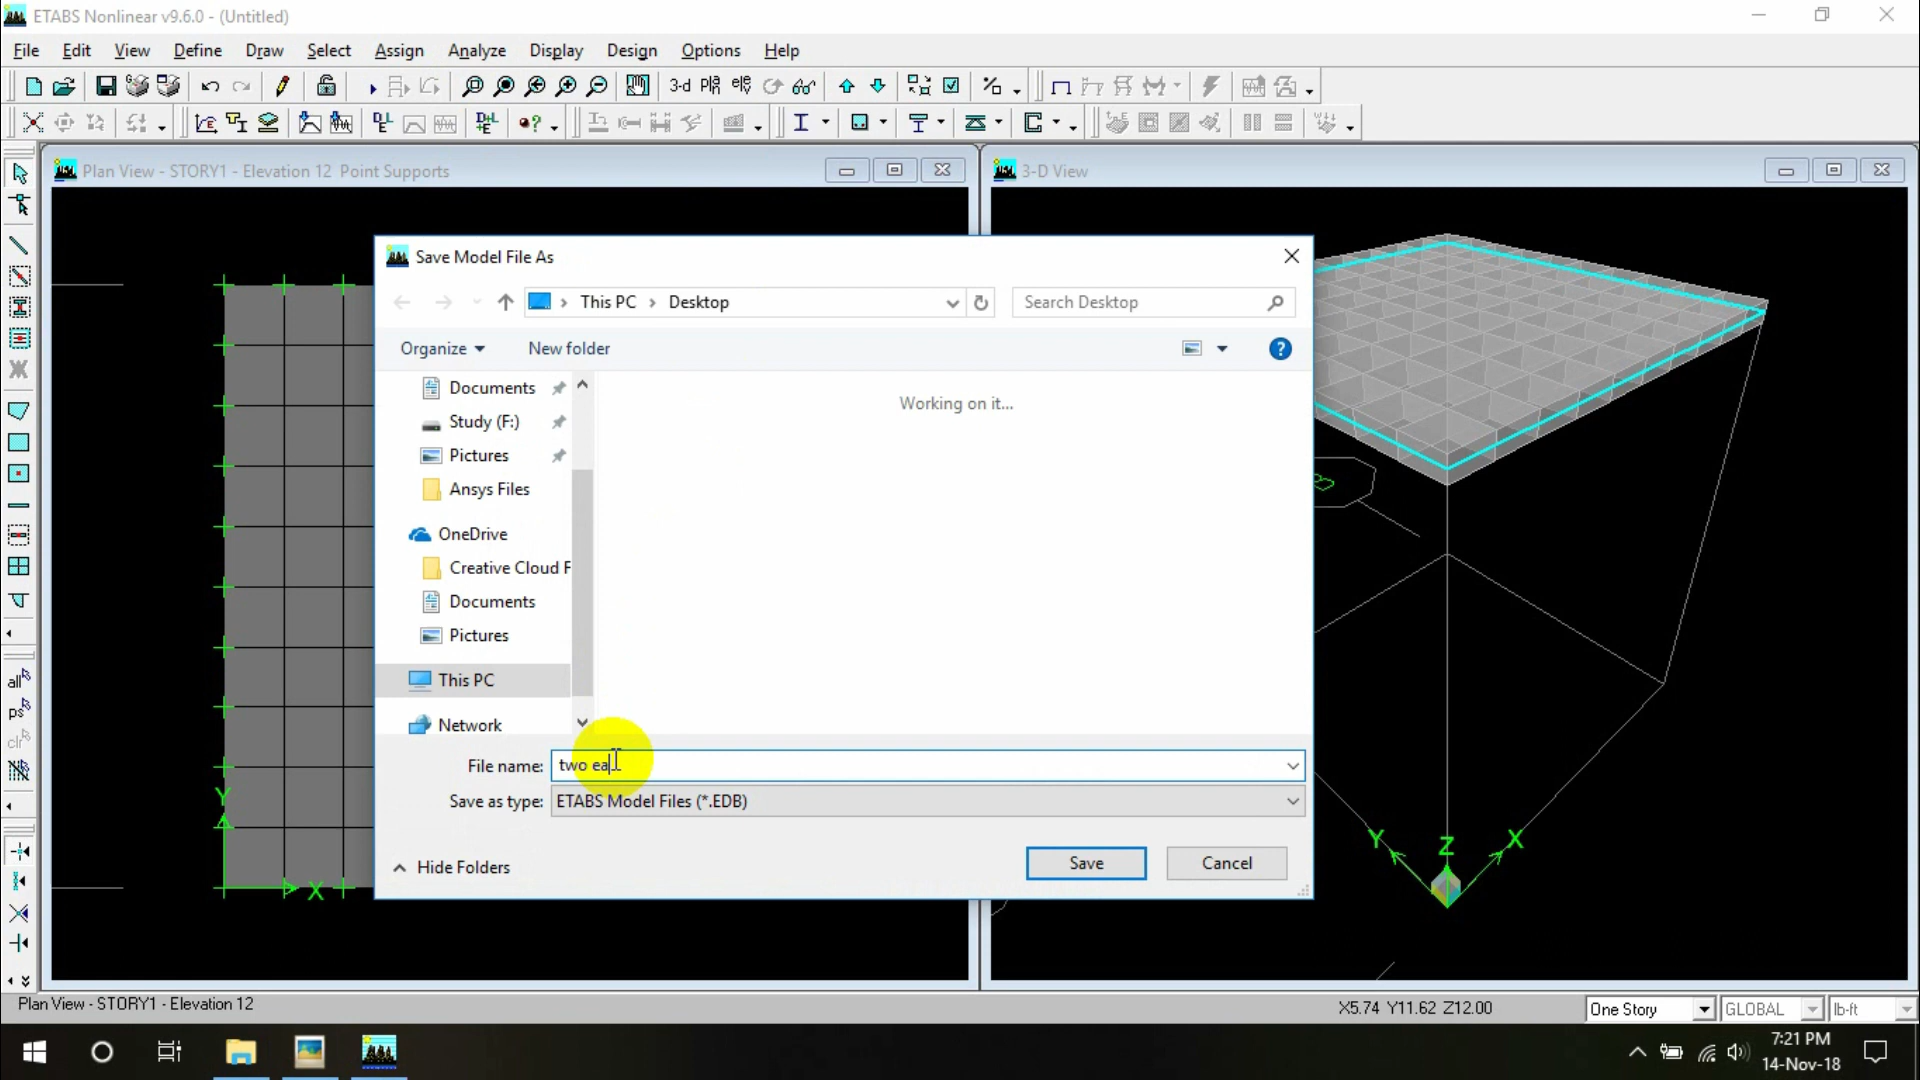 ETABS Nonlinear v9.6.0 - (Untitled)
File Edit View Define Draw Select Assign Analyze Display Design Options Help
3-d
Plan View - STORY1 - Elevation 12 Point Supports
3-D View
Save Model File As
This PC › Desktop
Search Desktop
Organize New folder
Documents
Working on it...
Study (F:)
Pictures
Ansys Files
OneDrive
Creative Cloud F
Documents
Pictures
This PC
Network
all
ps
clr
File name: two ea
Save as type: ETABS Model Files (*.EDB)
Save
Cancel
Hide Folders
Y
X
Y
Z
X
Plan View - STORY1 - Elevation 12
X5.74 Y11.62 Z12.00
One Story
GLOBAL
lb-ft
7:21 PM
14-Nov-18